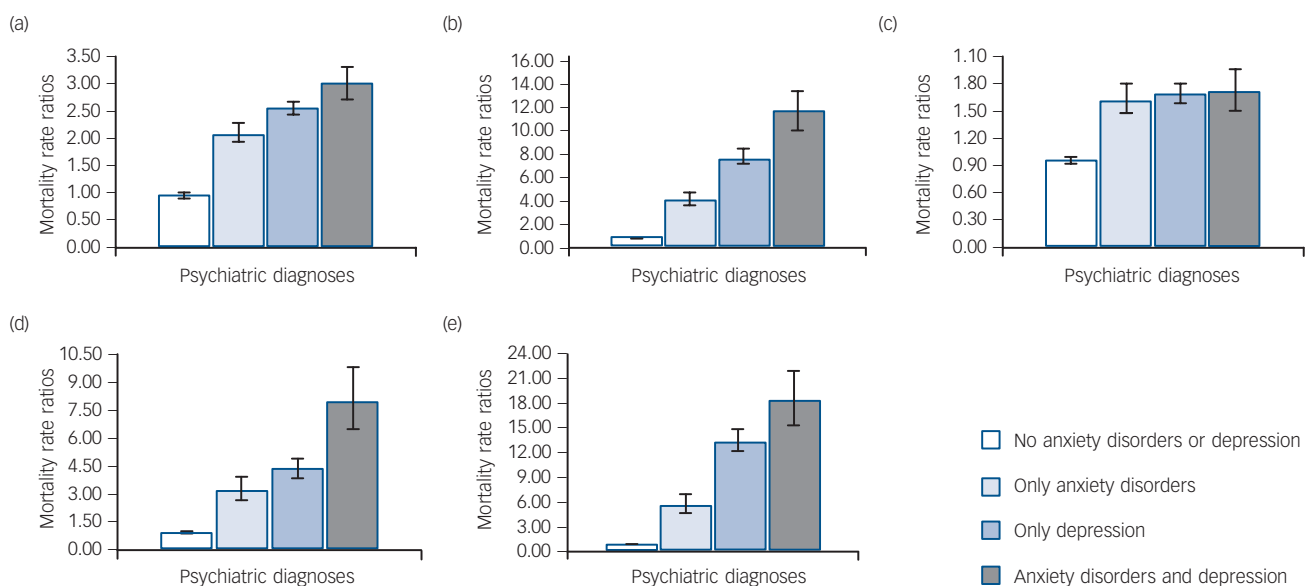 (a)
Mortality rate ratios
3.50
3.00
2.50
2.00
1.00
0.50
0.00
Psychiatric diagnoses
(b)
Mortality rate ratios
16.00
14.00
12.00
10.00
8.00
6.00
4.00
2.00
0.00
Psychiatric diagnoses
(c)
Mortality rate ratios
1.10
1.80
1.50
1.20
0.90
0.60
0.30
0.00
Psychiatric diagnoses
(d)
Mortality rate ratios
10.50
9.00
7.50
6.00
4.50
3.00
1.50
0.00
Psychiatric diagnoses
(e)
Mortality rate ratios
24.00
21.00
18.00
15.00
12.00
9.00
6.00
3.00
0.00
Psychiatric diagnoses
No anxiety disorders or depression
Only anxiety disorders
Only depression
Anxiety disorders and depression